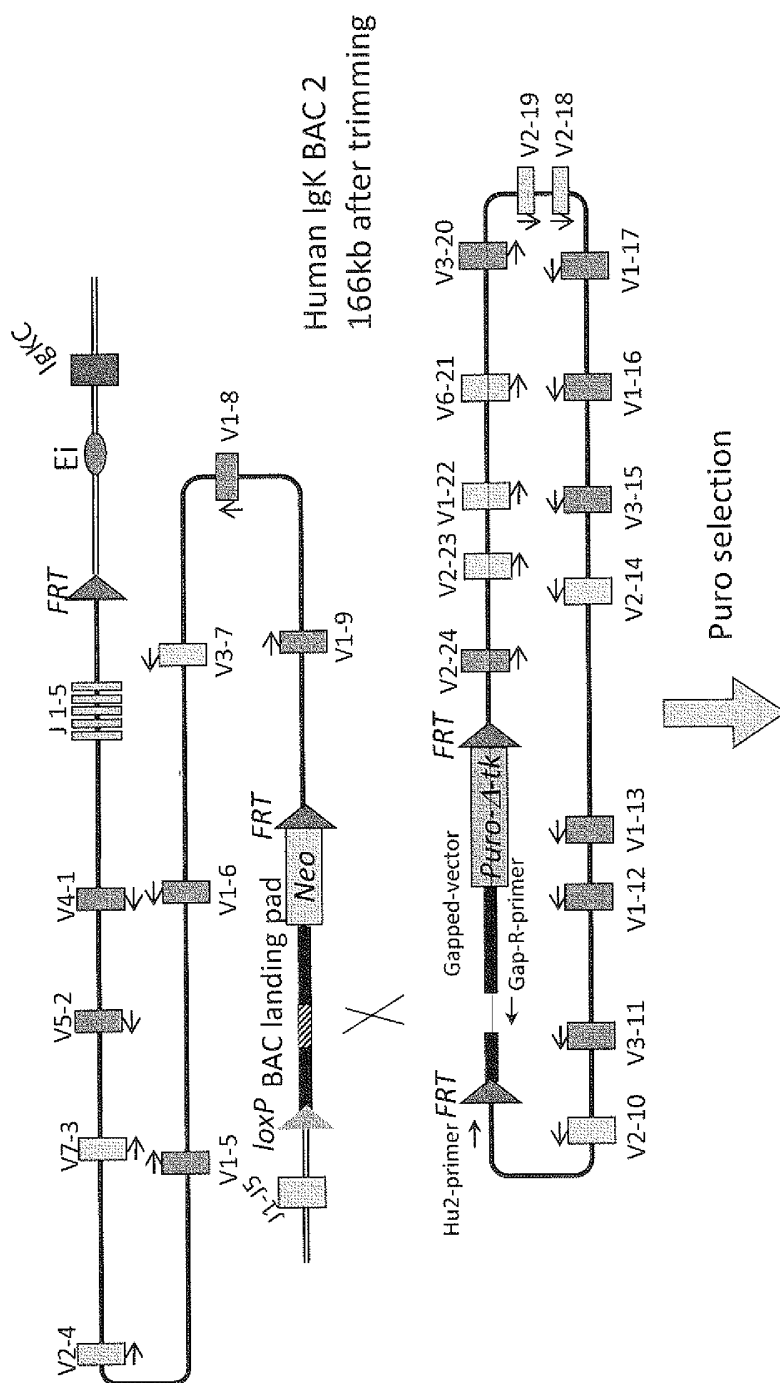 IgKC
Ei
FRT
J 1-5
V4-1
V5-2
V7-3
V2-4
V1-5
V1-6
V3-7
V1-8
V1-9
FRT
Neo
BAC landing pad
loxP
J1-J5
Human IgK BAC 2
166kb after trimming
Hu2-primer
FRT
Gapped-vector
Gap-R-primer
Puro-Δ-tk
FRT
V2-24
V2-23
V1-22
V6-21
V3-20
V2-19
V2-18
V1-17
V1-16
V3-15
V2-14
V1-13
V1-12
V3-11
V2-10
Puro selection